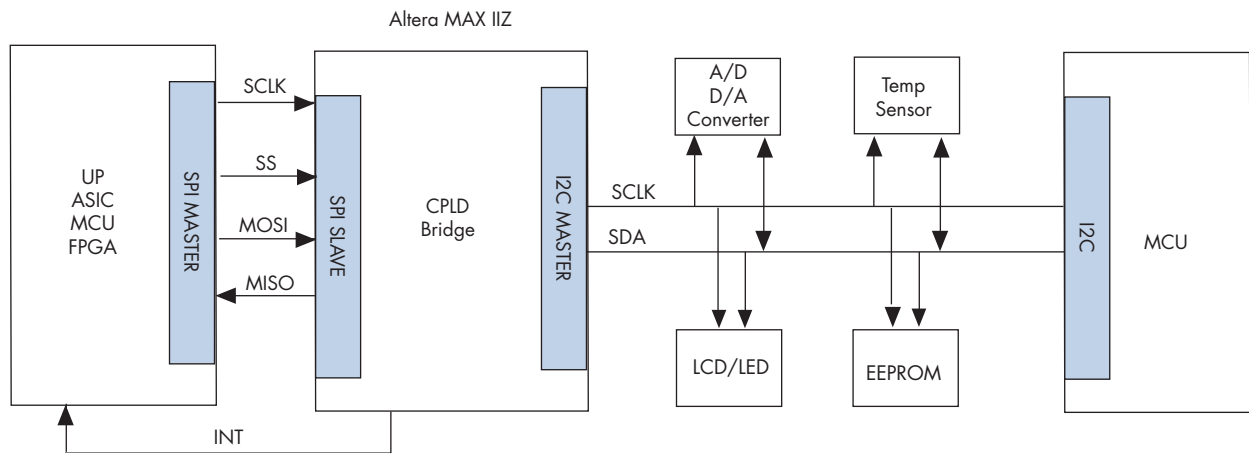 Altera MAX IIZ
UP
ASIC
MCU
FPGA
SPI MASTER
SCLK
SS
MOSI
MISO
INT
SPI SLAVE
CPLD
Bridge
I2C MASTER
SCLK
SDA
A/D
D/A
Converter
Temp
Sensor
LCD/LED
EEPROM
I2C
MCU